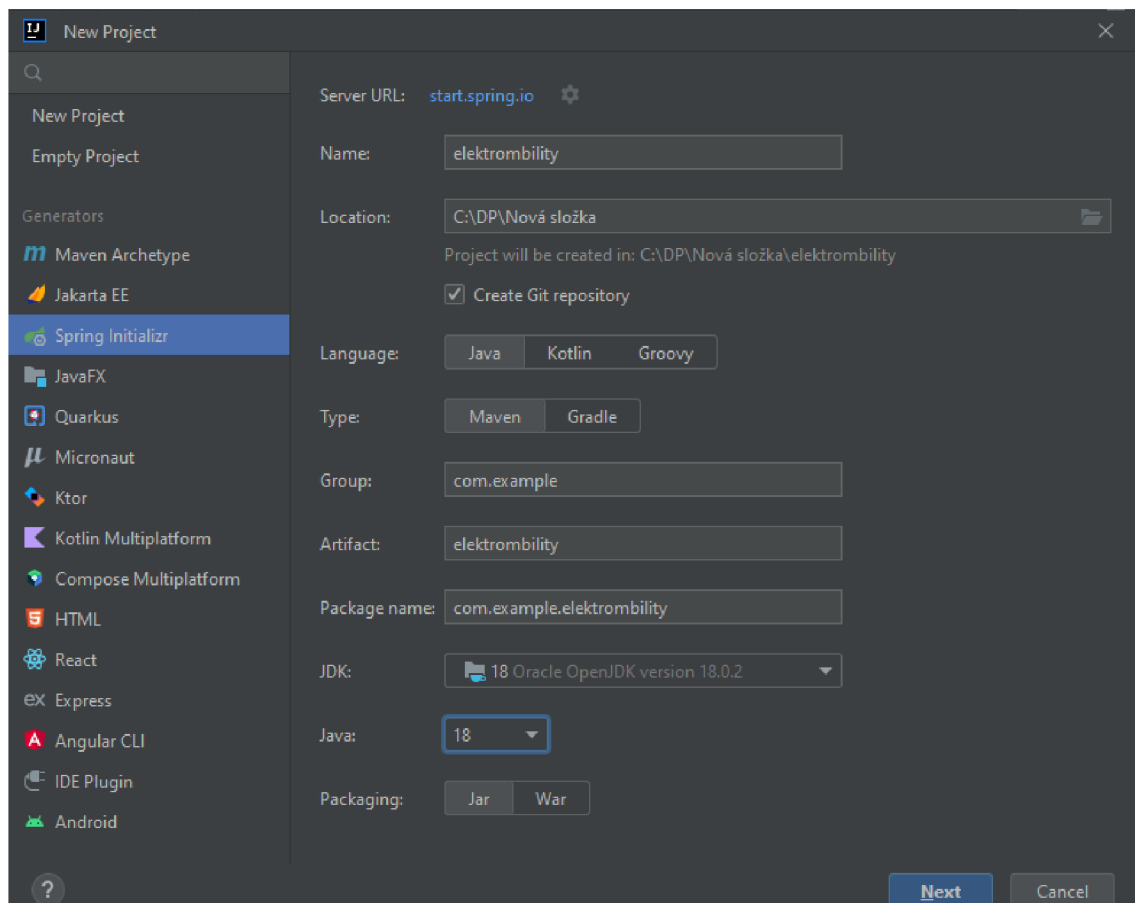 New Project
New Project
Empty Project
Generators
Maven Archetype
Jakarta EE
Spring Initializr
JavaFX
Quarkus
Micronaut
Ktor
Kotlin Multiplatform
Compose Multiplatform
HTML
React
Express
Angular CLI
IDE Plugin
Android
?
Server URL: start.spring.io
Name: elektrombility
Location: C:\DP\Nová složka
Project will be created in: C:\DP\Nová složka\elektrombility
Create Git repository
Language: Java Kotlin Groovy
Type: Maven Gradle
Group: com.example
Artifact: elektrombility
Package name: com.example.elektrombility
JDK: 18 Oracle OpenJDK version 18.0.2
Java: 18
Packaging: Jar War
Next Cancel